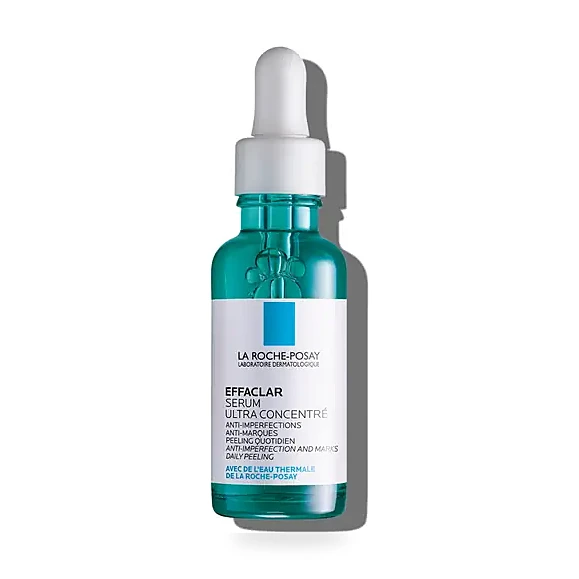 LA ROCHE-POSAY
LABORATOIRE DERMATOLOGIQUE
EFFACLAR
SERUM
ULTRA CONCENTRÉ
ANTI-IMPERFECTIONS
ANTI-MARQUES
PEELING QUOTIDIEN
ANTI-IMPERFECTION AND MARKS
DAILY PEELING
AVEC DE L'EAU THERMALE
DE LA ROCHE-POSAY